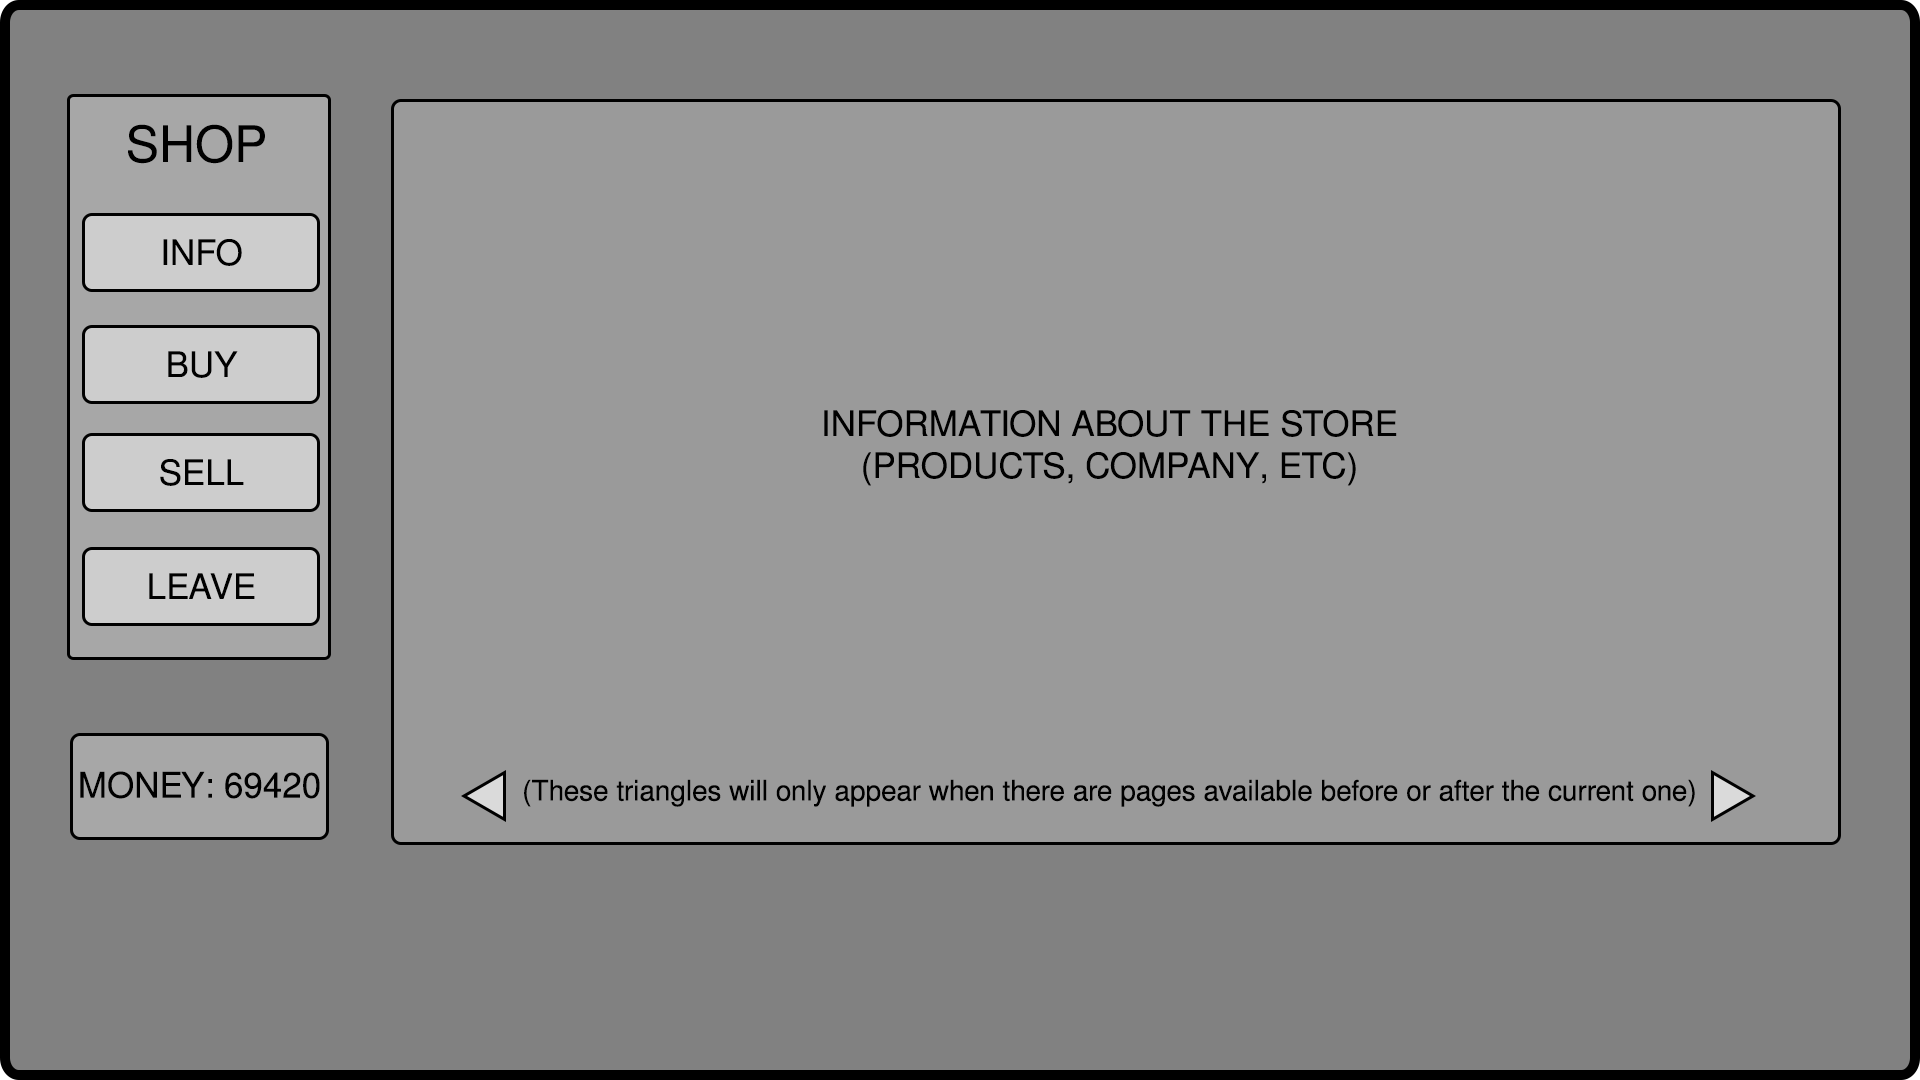 SHOP
INFO
BUY
SELL
LEAVE
MONEY: 69420
INFORMATION ABOUT THE STORE
(PRODUCTS, COMPANY, ETC)
(These triangles will only appear when there are pages available before or after the current one)